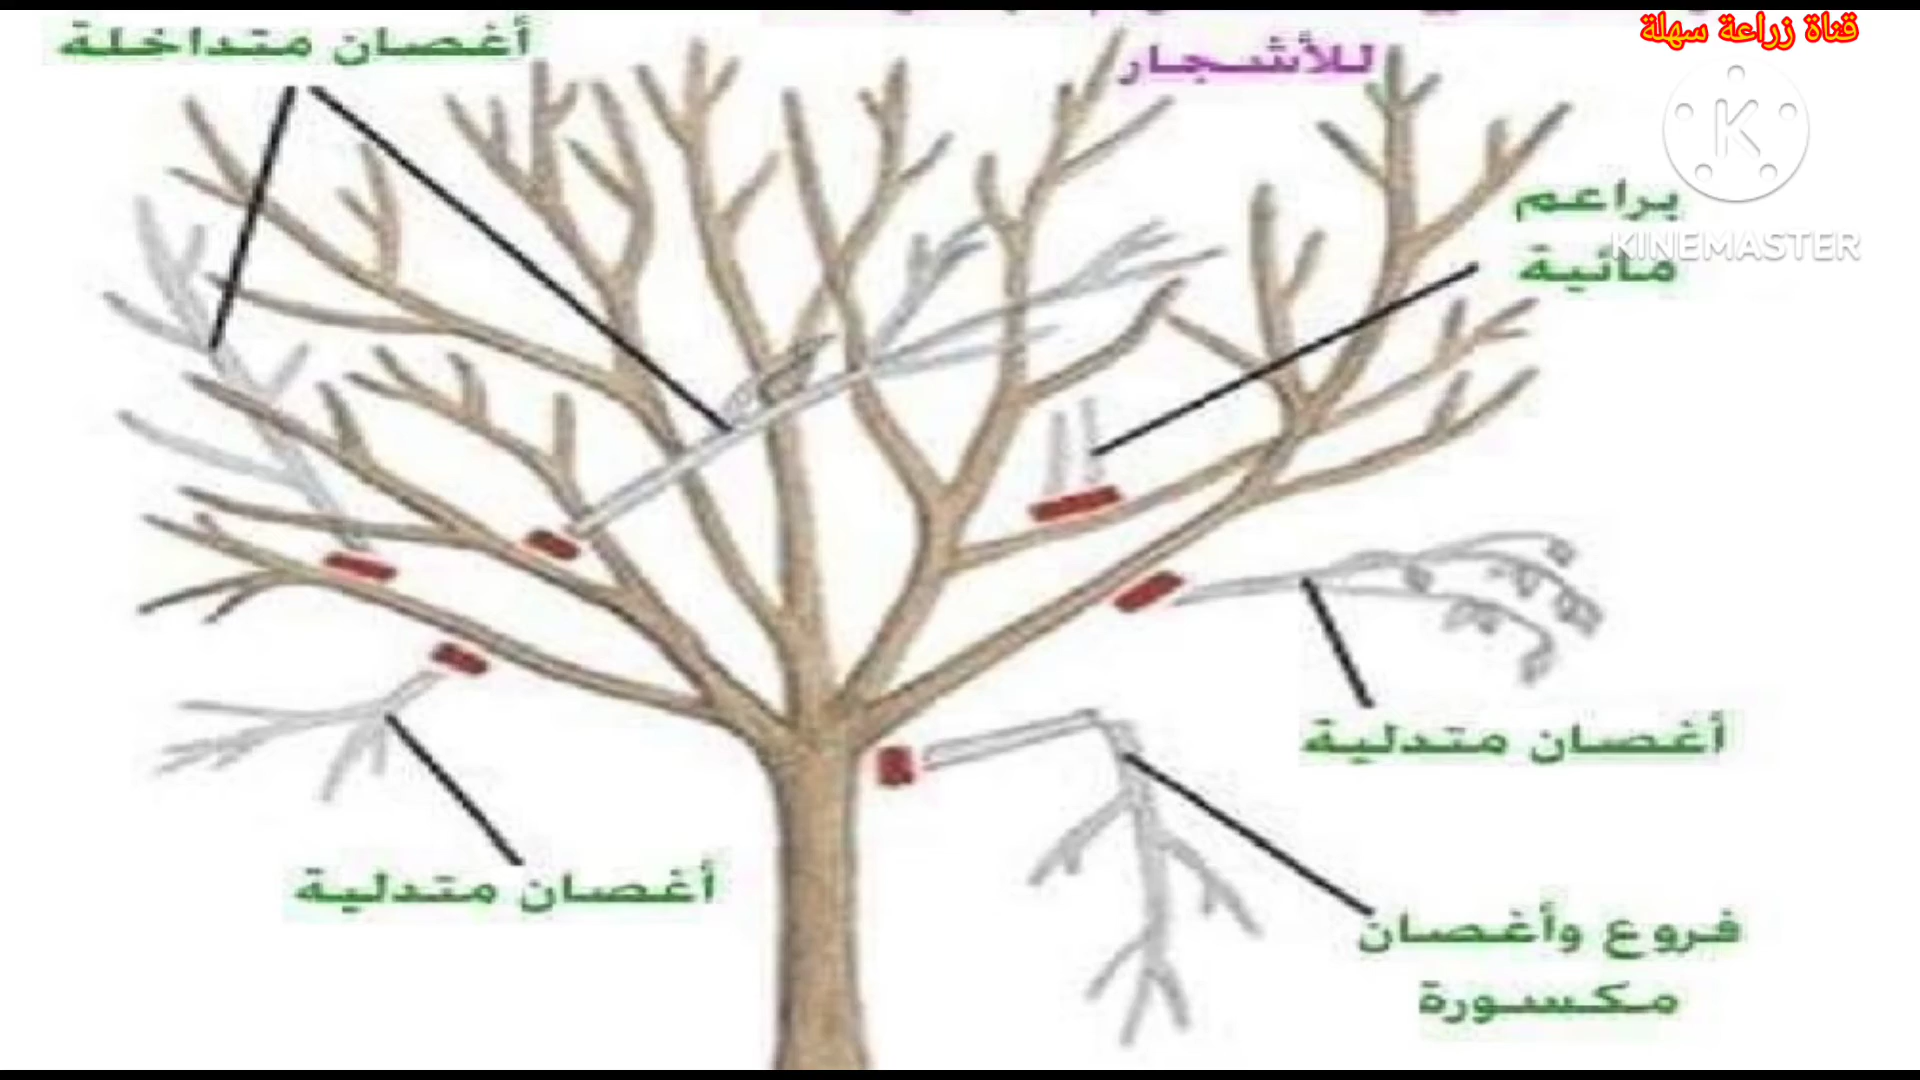 قناة زراعة سهلة
للأشجار
أغصان متداخلة
KINEMASTER
براعم
مائية
أغصان متدلية
أغصان متدلية
فروع وأغصان
مكسورة